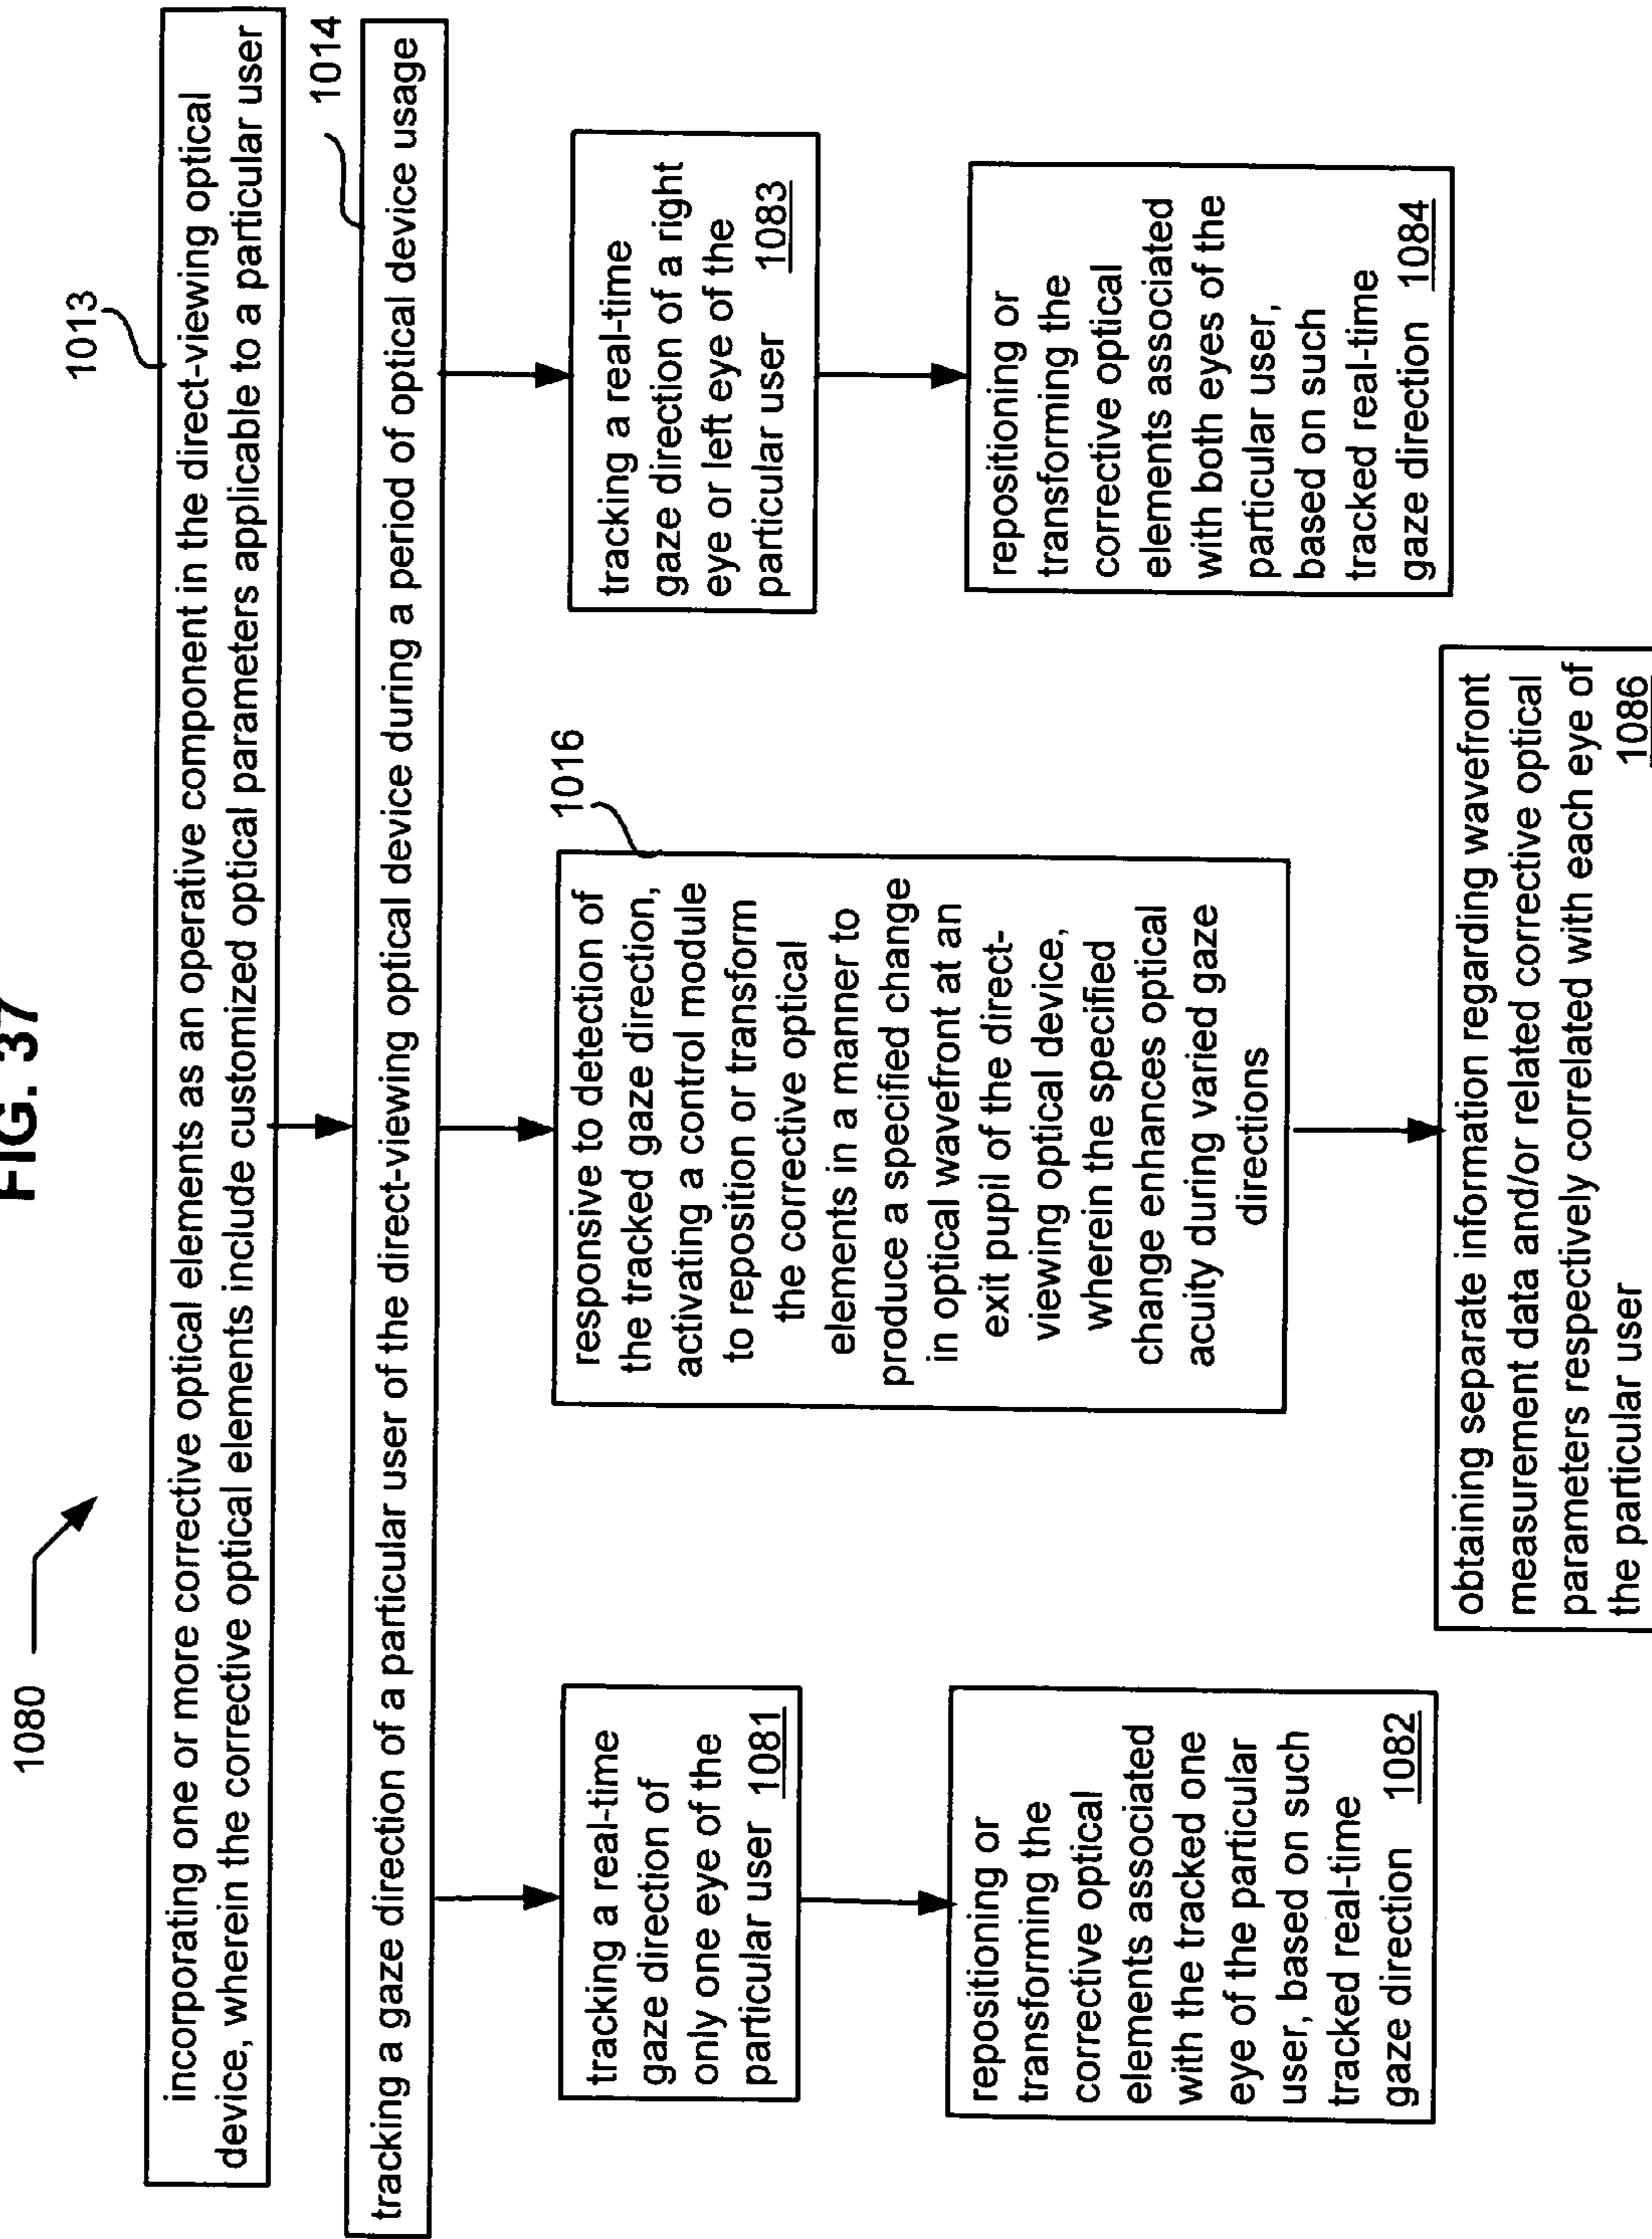 FIG. 37
1080
1013
incorporating one or more corrective optical elements as an operative component in the direct-viewing optical
device, wherein the corrective optical elements include customized optical parameters applicable to a particular user
1014
tracking a gaze direction of a particular user of the direct-viewing optical device during a period of optical device usage
tracking a real-time
gaze direction of
only one eye of the
particular user 1081
repositioning or
transforming the
corrective optical
elements associated
with the tracked one
eye of the particular
user, based on such
tracked real-time
gaze direction 1082
1016
responsive to detection of
the tracked gaze direction,
activating a control module
to reposition or transform
the corrective optical
elements in a manner to
produce a specified change
in optical wavefront at an
exit pupil of the direct-
viewing optical device,
wherein the specified
change enhances optical
acuity during varied gaze
directions
tracking a real-time
gaze direction of a right
eye or left eye of the
particular user 1083
repositioning or
transforming the
corrective optical
elements associated
with both eyes of the
particular user,
based on such
tracked real-time
gaze direction 1084
obtaining separate information regarding wavefront
measurement data and/or related corrective optical
parameters respectively correlated with each eye of
the particular user 1086